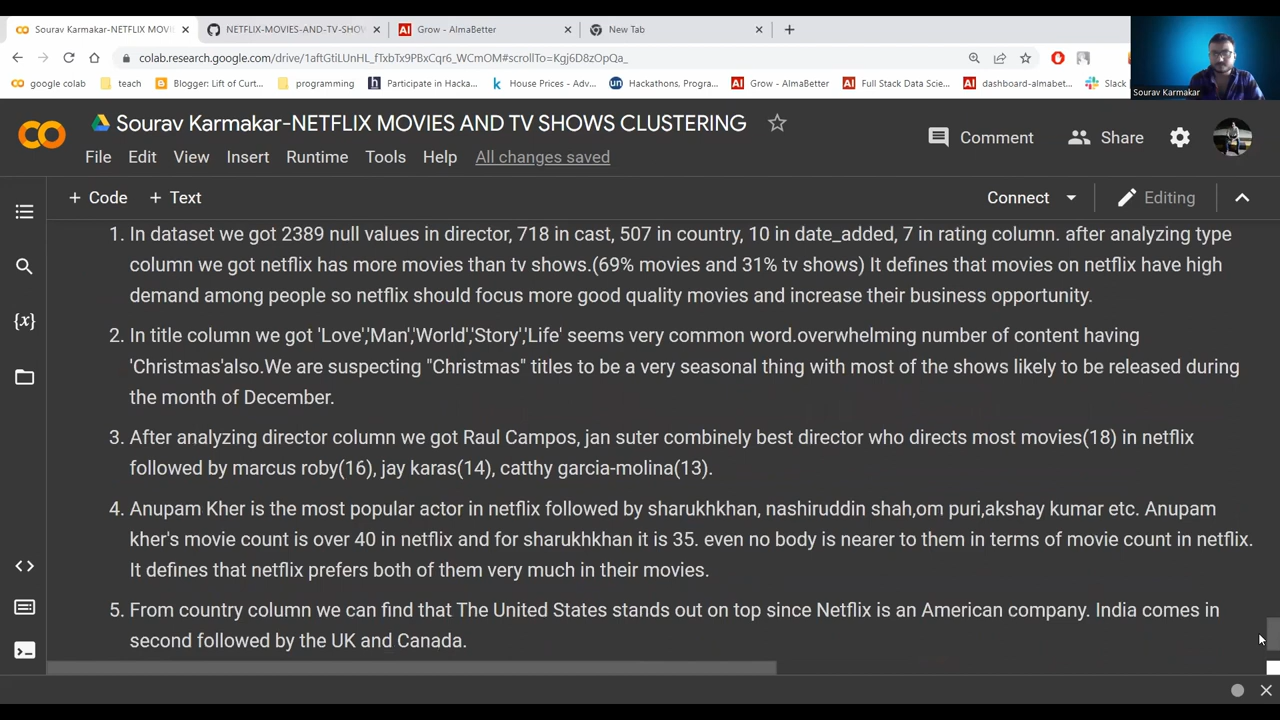 Sourav Karmakar-NETFLIX MOVI
NETFLIX-MOVIES-AND-TV-SHOW
Grow - AlmaBetter
New Tab
colab.research.google.com/drive/1aftGtiLUtHL_fTxbTx9PBxCqr6_WCmOM#scrollTo=Kgj6D8zOpQa_
google colab
teach
Blogger: Lift of Curt...
programming
Participate in Hacka...
House Prices - Adv...
Hackathons, Progra...
Grow - AlmaBetter
Full Stack Data Scie...
dashboard-almabet...
Slack
Sourav Karmakar
Sourav Karmakar-NETFLIX MOVIES AND TV SHOWS CLUSTERING
Comment
Share
File Edit View Insert Runtime Tools Help All changes saved
+ Code + Text
Connect
Editing
1. In dataset we got 2389 null values in director, 718 in cast, 507 in country, 10 in date_added, 7 in rating column. after analyzing type
column we got netflix has more movies than tv shows.(69% movies and 31% tv shows) It defines that movies on netflix have high
demand among people so netflix should focus more good quality movies and increase their business opportunity.
2. In title column we got 'Love','Man','World','Story','Life' seems very common word.overwhelming number of content having
'Christmas'also.We are suspecting "Christmas" titles to be a very seasonal thing with most of the shows likely to be released during
the month of December.
3. After analyzing director column we got Raul Campos, jan suter combinely best director who directs most movies(18) in netflix
followed by marcus roby(16), jay karas(14), catthy garcia-molina(13).
4. Anupam Kher is the most popular actor in netflix followed by sharukhkhan, nashiruddin shah,om puri,akshay kumar etc. Anupam
kher's movie count is over 40 in netflix and for sharukhkhan it is 35. even no body is nearer to them in terms of movie count in netflix.
It defines that netflix prefers both of them very much in their movies.
5. From country column we can find that The United States stands out on top since Netflix is an American company. India comes in
second followed by the UK and Canada.